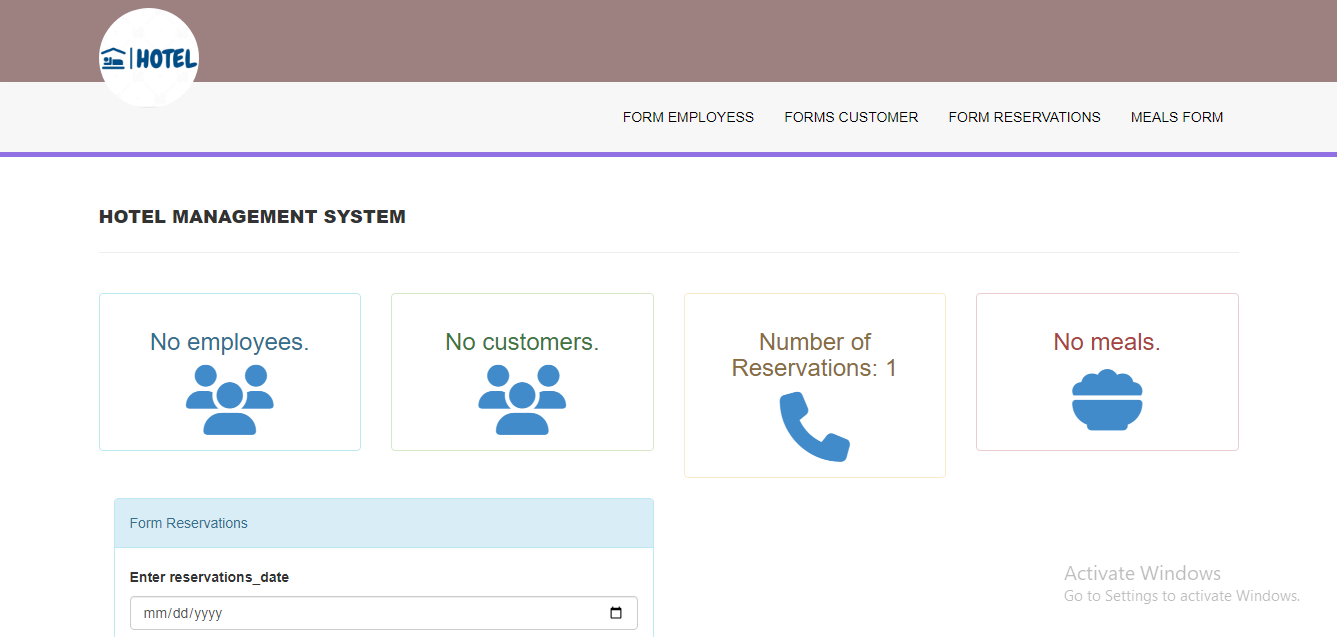 HOTEL
FORM EMPLOYESS
FORMS CUSTOMER
FORM RESERVATIONS
MEALS FORM
HOTEL MANAGEMENT SYSTEM
No employees.
No customers.
Number of
Reservations: 1
No meals.
Form Reservations
Enter reservations_date
mm/dd/yyyy
Activate Windows
Go to Settings to activate Windows.